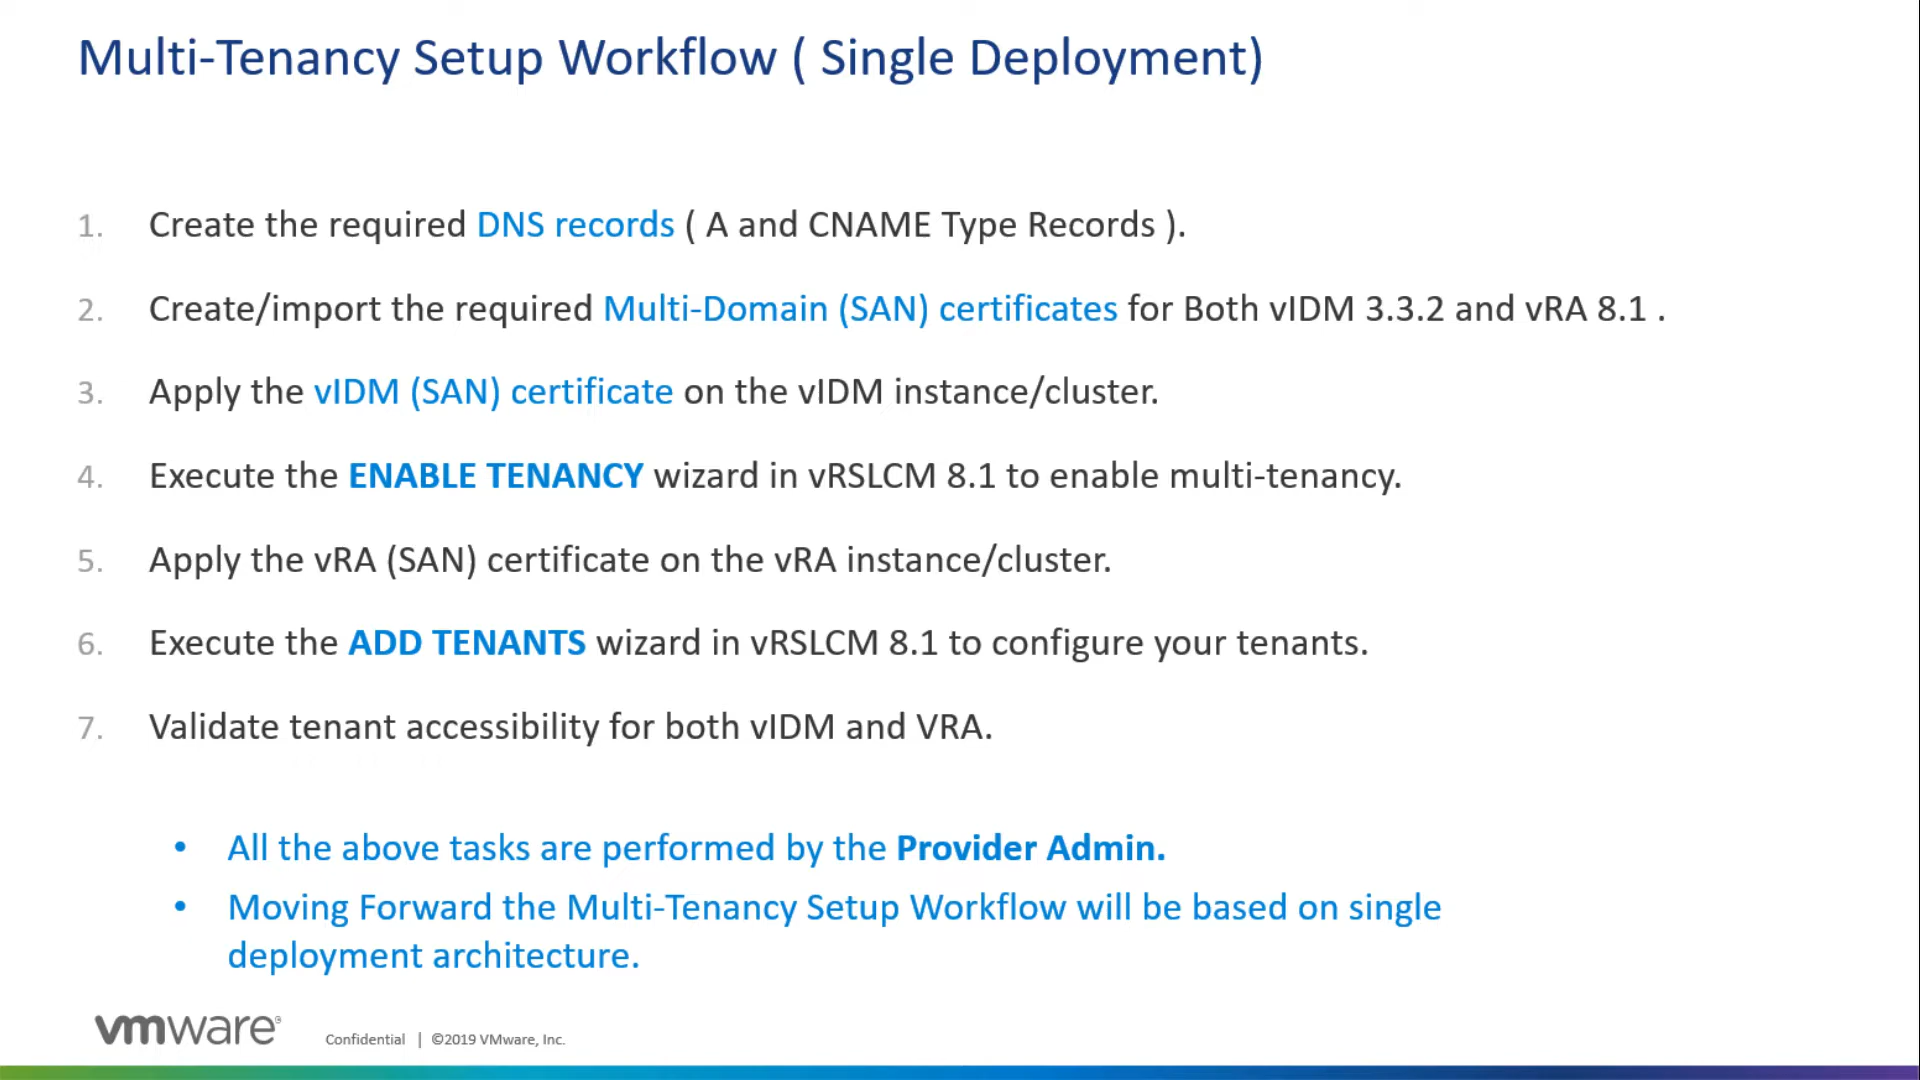 Multi-Tenancy Setup Workflow ( Single Deployment)
1. Create the required DNS records ( A and CNAME Type Records ).
2. Create/import the required Multi-Domain (SAN) certificates for Both vIDM 3.3.2 and vRA 8.1 .
3. Apply the vIDM (SAN) certificate on the vIDM instance/cluster.
4. Execute the ENABLE TENANCY wizard in vRSLCM 8.1 to enable multi-tenancy.
5. Apply the vRA (SAN) certificate on the vRA instance/cluster.
6. Execute the ADD TENANTS wizard in vRSLCM 8.1 to configure your tenants.
7. Validate tenant accessibility for both vIDM and VRA.
• All the above tasks are performed by the Provider Admin.
• Moving Forward the Multi-Tenancy Setup Workflow will be based on single
deployment architecture.
vmware® Confidential | ©2019 VMware, Inc.